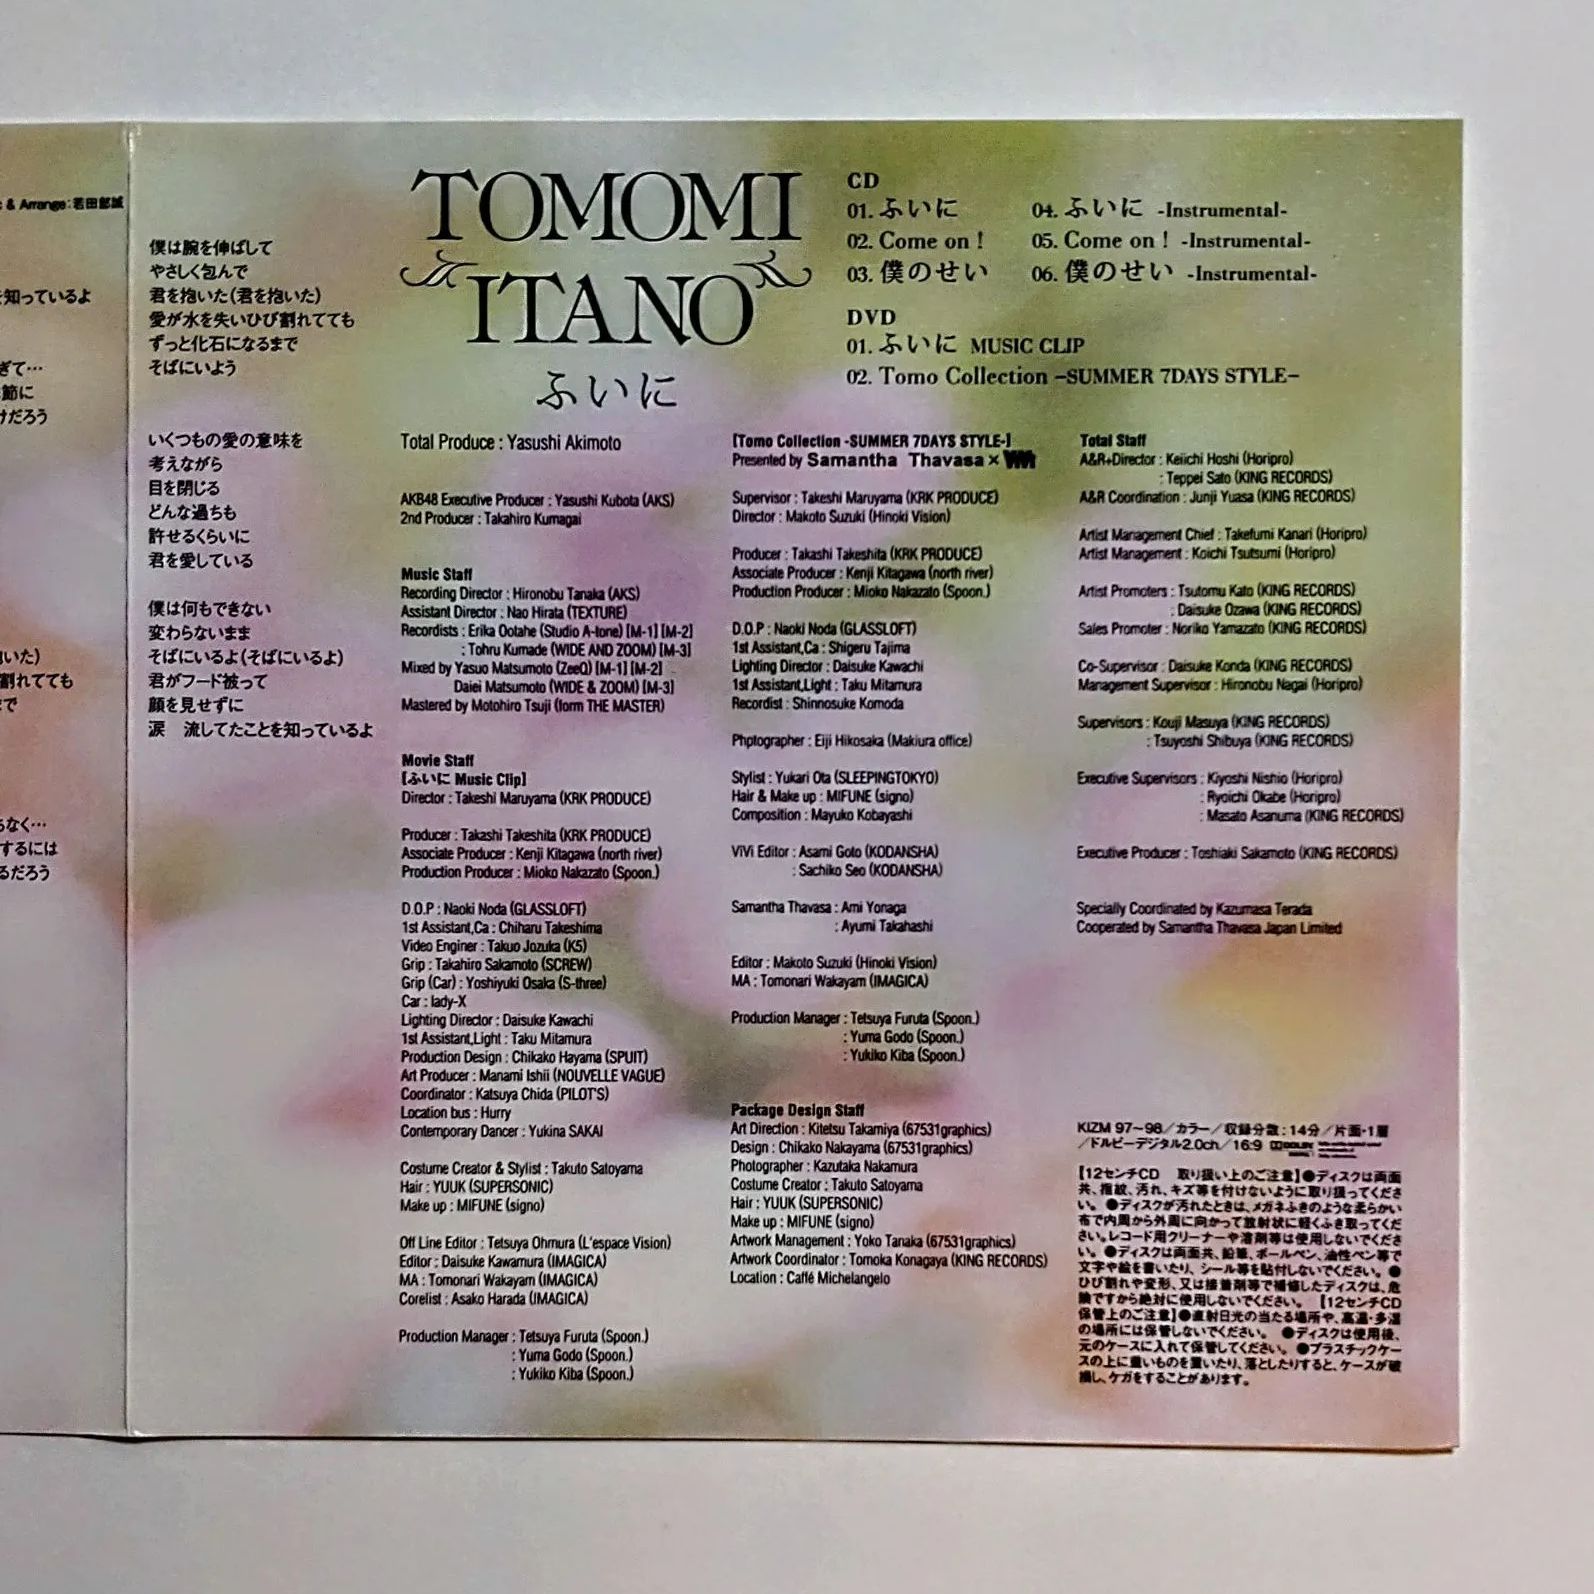 & Arrange:若田部誠
を知っているよ
ぎて…
節に
けだろう
いた)
割れてても
で
なく…
するには
るだろう
僕は腕を伸ばして
やさしく包んで
君を抱いた(君を抱いた)
愛が水を失いひび割れてても
ずっと化石になるまで
そばにいよう
いくつもの愛の意味を
考えながら
目を閉じる
どんな過ちも
許せるくらいに
君を愛している
僕は何もできない
変わらないまま
そばにいるよ(そばにいるよ)
君がフード被って
顔を見せずに
涙 流してたことを知っているよ
TOMOMI
ITANO
ふいに
CD
01. ふいに
02. Come on !
03. 僕のせい
04. ふいに -Instrumental-
05. Come on ! -Instrumental-
06. 僕のせい -Instrumental-
DVD
01. ふいに MUSIC CLIP
02. Tomo Collection –SUMMER 7DAYS STYLE–
Total Produce : Yasushi Akimoto
AKB48 Executive Producer : Yasushi Kubota (AKS)
2nd Producer : Takahiro Kumagai
Music Staff
Recording Director : Hironobu Tanaka (AKS)
Assistant Director : Nao Hirata (TEXTURE)
Recordists : Erika Ootahe (Studio A-tone) [M-1] [M-2]
: Tohru Kumade (WIDE AND ZOOM) [M-3]
Mixed by Yasuo Matsumoto (ZeeQ) [M-1] [M-2]
Daiei Matsumoto (WIDE & ZOOM) [M-3]
Mastered by Motohiro Tsuji (form THE MASTER)
Movie Staff
[ふいに Music Clip]
Director : Takeshi Maruyama (KRK PRODUCE)
Producer : Takashi Takeshita (KRK PRODUCE)
Associate Producer : Kenji Kitagawa (north river)
Production Producer : Mioko Nakazato (Spoon.)
D.O.P : Naoki Noda (GLASSLOFT)
1st Assistant,Ca : Chiharu Takeshima
Video Enginer : Takuo Jozuka (K5)
Grip : Takahiro Sakamoto (SCREW)
Grip (Car) : Yoshiyuki Osaka (S-three)
Car : lady-X
Lighting Director : Daisuke Kawachi
1st Assistant,Light : Taku Mitamura
Production Design : Chikako Hayama (SPUIT)
Art Producer : Manami Ishii (NOUVELLE VAGUE)
Coordinator : Katsuya Chida (PILOT'S)
Location bus : Hurry
Contemporary Dancer : Yukina SAKAI
Costume Creator & Stylist : Takuto Satoyama
Hair : YUUK (SUPERSONIC)
Make up : MIFUNE (signo)
Off Line Editor : Tetsuya Ohmura (L'espace Vision)
Editor : Daisuke Kawamura (IMAGICA)
MA : Tomonari Wakayam (IMAGICA)
Corelist : Asako Harada (IMAGICA)
Production Manager : Tetsuya Furuta (Spoon.)
: Yuma Godo (Spoon.)
: Yukiko Kiba (Spoon.)
[Tomo Collection -SUMMER 7DAYS STYLE-]
Presented by Samantha Thavasa × ViVi
Supervisor : Takeshi Maruyama (KRK PRODUCE)
Director : Makoto Suzuki (Hinoki Vision)
Producer : Takashi Takeshita (KRK PRODUCE)
Associate Producer : Kenji Kitagawa (north river)
Production Producer : Mioko Nakazato (Spoon.)
D.O.P : Naoki Noda (GLASSLOFT)
1st Assistant,Ca : Shigeru Tajima
Lighting Director : Daisuke Kawachi
1st Assistant,Light : Taku Mitamura
Recordist : Shinnosuke Komoda
Phptographer : Eiji Hikosaka (Makiura office)
Stylist : Yukari Ota (SLEEPINGTOKYO)
Hair & Make up : MIFUNE (signo)
Composition : Mayuko Kobayashi
ViVi Editor : Asami Goto (KODANSHA)
: Sachiko Seo (KODANSHA)
Samantha Thavasa : Ami Yonaga
: Ayumi Takahashi
Editor : Makoto Suzuki (Hinoki Vision)
MA : Tomonari Wakayam (IMAGICA)
Production Manager : Tetsuya Furuta (Spoon.)
: Yuma Godo (Spoon.)
: Yukiko Kiba (Spoon.)
Package Design Staff
Art Direction : Kitetsu Takamiya (67531graphics)
Design : Chikako Nakayama (67531graphics)
Photographer : Kazutaka Nakamura
Costume Creator : Takuto Satoyama
Hair : YUUK (SUPERSONIC)
Make up : MIFUNE (signo)
Artwork Management : Yoko Tanaka (67531graphics)
Artwork Coordinator : Tomoka Konagaya (KING RECORDS)
Location : Caffé Michelangelo
Total Staff
A&R+Director : Keiichi Hoshi (Horipro)
: Teppei Sato (KING RECORDS)
A&R Coordination : Junji Yuasa (KING RECORDS)
Artist Management Chief : Takefumi Kanari (Horipro)
Artist Management : Koichi Tsutsumi (Horipro)
Artist Promoters : Tsutomu Kato (KING RECORDS)
: Daisuke Ozawa (KING RECORDS)
Sales Promoter : Noriko Yamazato (KING RECORDS)
Co-Supervisor : Daisuke Konda (KING RECORDS)
Management Supervisor : Hironobu Nagai (Horipro)
Supervisors : Kouji Masuya (KING RECORDS)
: Tsuyoshi Shibuya (KING RECORDS)
Executive Supervisors : Kiyoshi Nishio (Horipro)
: Ryoichi Okabe (Horipro)
: Masato Asanuma (KING RECORDS)
Executive Producer : Toshiaki Sakamoto (KING RECORDS)
Specially Coordinated by Kazumasa Terada
Cooperated by Samantha Thavasa Japan Limited
KIZM 97~98/カラー/収録分数:14分/片面・1層
/ドルビーデジタル2.0ch/16:9 DOLBY
【12センチCD 取り扱い上のご注意】●ディスクは両面
共、指紋、汚れ、キズ等を付けないように取り扱ってくださ
い。●ディスクが汚れたときは、メガネふきのような柔らかい
布で内周から外周に向かって放射状に軽くふき取ってくだ
さい。レコード用クリーナーや溶剤等は使用しないでくださ
い。●ディスクは両面共、鉛筆、ボールペン、油性ペン等で
文字や絵を書いたり、シール等を貼付しないでください。●
ひび割れや変形、又は接着剤等で補修したディスクは、危
険ですから絶対に使用しないでください。【12センチCD
保管上のご注意】●直射日光の当たる場所や、高温・多湿
の場所には保管しないでください。●ディスクは使用後、
元のケースに入れて保管してください。●プラスチックケー
スの上に重いものを置いたり、落としたりすると、ケースが破
損し、ケガをすることがあります。